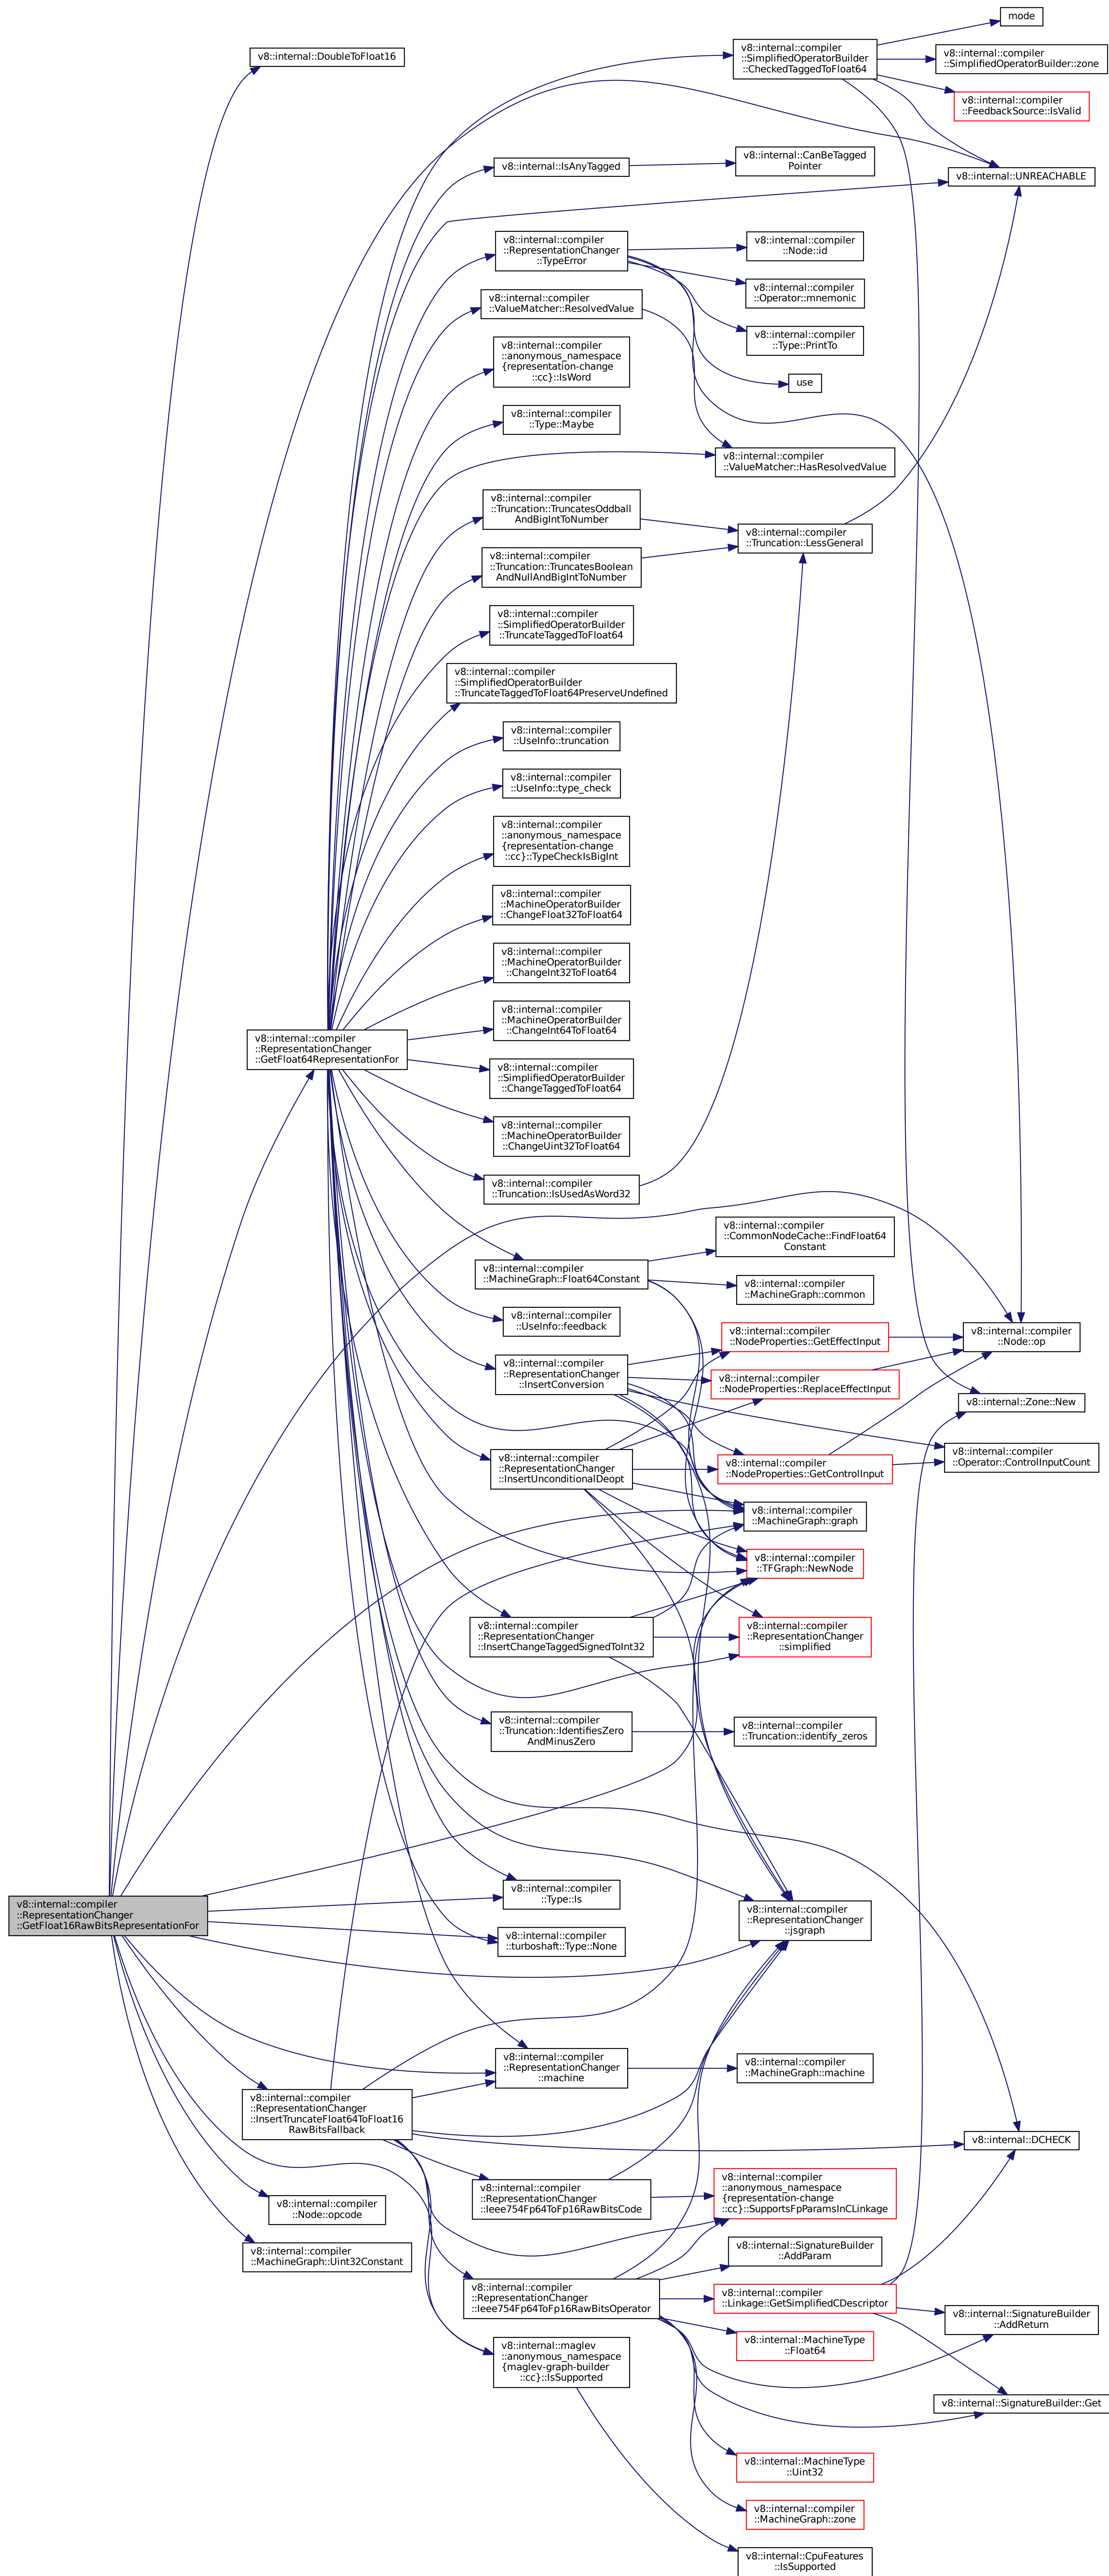 mode
v8::internal::compiler
::SimplifiedOperatorBuilder
::CheckedTaggedToFloat64
v8::internal::DoubleToFloat16
v8::internal::compiler
::SimplifiedOperatorBuilder::zone
v8::internal::compiler
::FeedbackSource::IsValid
v8::internal::IsAnyTagged
v8::internal::CanBeTagged
Pointer
v8::internal::UNREACHABLE
v8::internal::compiler
::RepresentationChanger
::TypeError
v8::internal::compiler
::Node::id
v8::internal::compiler
::Operator::mnemonic
v8::internal::compiler
::ValueMatcher::ResolvedValue
v8::internal::compiler
::Type::PrintTo
v8::internal::compiler
::anonymous_namespace
{representation-change
::cc}::IsWord
use
v8::internal::compiler
::Type::Maybe
v8::internal::compiler
::ValueMatcher::HasResolvedValue
v8::internal::compiler
::Truncation::TruncatesOddball
AndBigIntToNumber
v8::internal::compiler
::Truncation::LessGeneral
v8::internal::compiler
::Truncation::TruncatesBoolean
AndNullAndBigIntToNumber
v8::internal::compiler
::SimplifiedOperatorBuilder
::TruncateTaggedToFloat64
v8::internal::compiler
::SimplifiedOperatorBuilder
::TruncateTaggedToFloat64PreserveUndefined
v8::internal::compiler
::UseInfo::truncation
v8::internal::compiler
::UseInfo::type_check
v8::internal::compiler
::anonymous_namespace
{representation-change
::cc}::TypeCheckIsBigInt
v8::internal::compiler
::MachineOperatorBuilder
::ChangeFloat32ToFloat64
v8::internal::compiler
::MachineOperatorBuilder
::ChangeInt32ToFloat64
v8::internal::compiler
::MachineOperatorBuilder
::ChangeInt64ToFloat64
v8::internal::compiler
::RepresentationChanger
::GetFloat64RepresentationFor
v8::internal::compiler
::SimplifiedOperatorBuilder
::ChangeTaggedToFloat64
v8::internal::compiler
::MachineOperatorBuilder
::ChangeUint32ToFloat64
v8::internal::compiler
::Truncation::IsUsedAsWord32
v8::internal::compiler
::CommonNodeCache::FindFloat64
Constant
v8::internal::compiler
::MachineGraph::Float64Constant
v8::internal::compiler
::MachineGraph::common
v8::internal::compiler
::UseInfo::feedback
v8::internal::compiler
::NodeProperties::GetEffectInput
v8::internal::compiler
::Node::op
v8::internal::compiler
::RepresentationChanger
::InsertConversion
v8::internal::compiler
::NodeProperties::ReplaceEffectInput
v8::internal::Zone::New
v8::internal::compiler
::RepresentationChanger
::InsertUnconditionalDeopt
v8::internal::compiler
::NodeProperties::GetControlInput
v8::internal::compiler
::Operator::ControlInputCount
v8::internal::compiler
::MachineGraph::graph
v8::internal::compiler
::TFGraph::NewNode
v8::internal::compiler
::RepresentationChanger
::InsertChangeTaggedSignedToInt32
v8::internal::compiler
::RepresentationChanger
::simplified
v8::internal::compiler
::Truncation::IdentifiesZero
AndMinusZero
v8::internal::compiler
::Truncation::identify_zeros
v8::internal::compiler
::RepresentationChanger
::GetFloat16RawBitsRepresentationFor
v8::internal::compiler
::Type::Is
v8::internal::compiler
::RepresentationChanger
::jsgraph
v8::internal::compiler
::turboshaft::Type::None
v8::internal::compiler
::RepresentationChanger
::machine
v8::internal::compiler
::MachineGraph::machine
v8::internal::compiler
::RepresentationChanger
::InsertTruncateFloat64ToFloat16
RawBitsFallback
v8::internal::DCHECK
v8::internal::compiler
::RepresentationChanger
::Ieee754Fp64ToFp16RawBitsCode
v8::internal::compiler
::anonymous_namespace
{representation-change
::cc}::SupportsFpParamsInCLinkage
v8::internal::compiler
::Node::opcode
v8::internal::compiler
::MachineGraph::Uint32Constant
v8::internal::SignatureBuilder
::AddParam
v8::internal::compiler
::RepresentationChanger
::Ieee754Fp64ToFp16RawBitsOperator
v8::internal::compiler
::Linkage::GetSimplifiedCDescriptor
v8::internal::SignatureBuilder
::AddReturn
v8::internal::MachineType
::Float64
v8::internal::maglev
::anonymous_namespace
{maglev-graph-builder
::cc}::IsSupported
v8::internal::SignatureBuilder::Get
v8::internal::MachineType
::Uint32
v8::internal::compiler
::MachineGraph::zone
v8::internal::CpuFeatures
::IsSupported